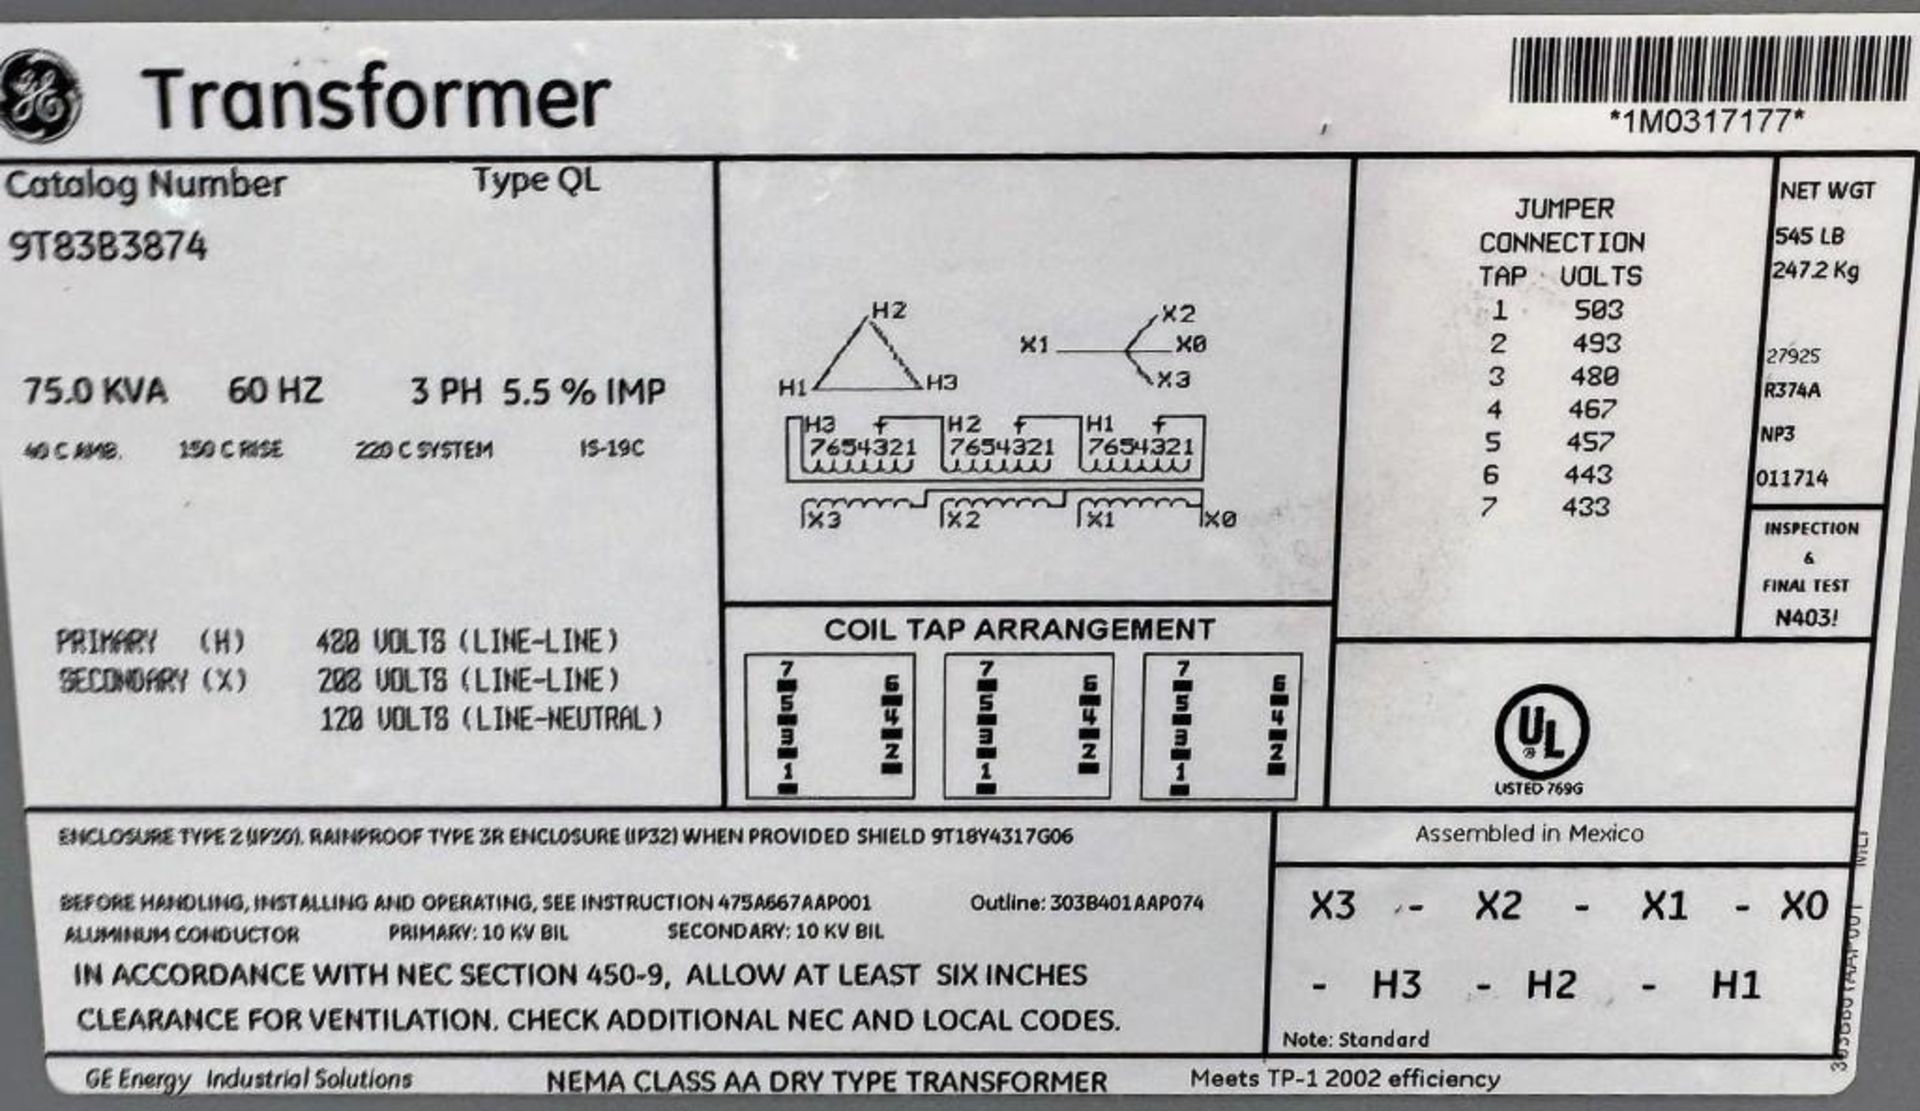 GE Transformer
*1M0317177*
Catalog Number Type QL
9T83B3874
75.0 KVA 60 HZ 3 PH 5.5 % IMP
40 C AMB. 150 C RISE 220 C SYSTEM IS-19C
PRIMARY (H) 480 VOLTS (LINE-LINE)
SECONDARY (X) 208 VOLTS (LINE-LINE)
120 VOLTS (LINE-NEUTRAL)
H2
H1 H3
X2
X1 X0
X3
H3 f H2 f H1 f
7654321 7654321 7654321
X3 X2 X1 X0
COIL TAP ARRANGEMENT
7 7 7
6 6 6
5 5 5
4 4 4
3 3 3
2 2 2
1 1 1
JUMPER
CONNECTION
TAP VOLTS
1 503
2 493
3 480
4 467
5 457
6 443
7 433
NET WGT
545 LB
247.2 Kg
27925
R374A
NP3
011714
INSPECTION
&
FINAL TEST
N403!
UL
®
LISTED 769G
ENCLOSURE TYPE 2 (IP30). RAINPROOF TYPE 3R ENCLOSURE (IP32) WHEN PROVIDED SHIELD 9T18Y4317G06
BEFORE HANDLING, INSTALLING AND OPERATING, SEE INSTRUCTION 475A667AAP001 Outline: 303B401AAP074
ALUMINUM CONDUCTOR PRIMARY: 10 KV BIL SECONDARY: 10 KV BIL
IN ACCORDANCE WITH NEC SECTION 450-9, ALLOW AT LEAST SIX INCHES
CLEARANCE FOR VENTILATION. CHECK ADDITIONAL NEC AND LOCAL CODES.
Assembled in Mexico
X3 - X2 - X1 - X0
- H3 - H2 - H1
Note: Standard
GE Energy Industrial Solutions NEMA CLASS AA DRY TYPE TRANSFORMER Meets TP-1 2002 efficiency